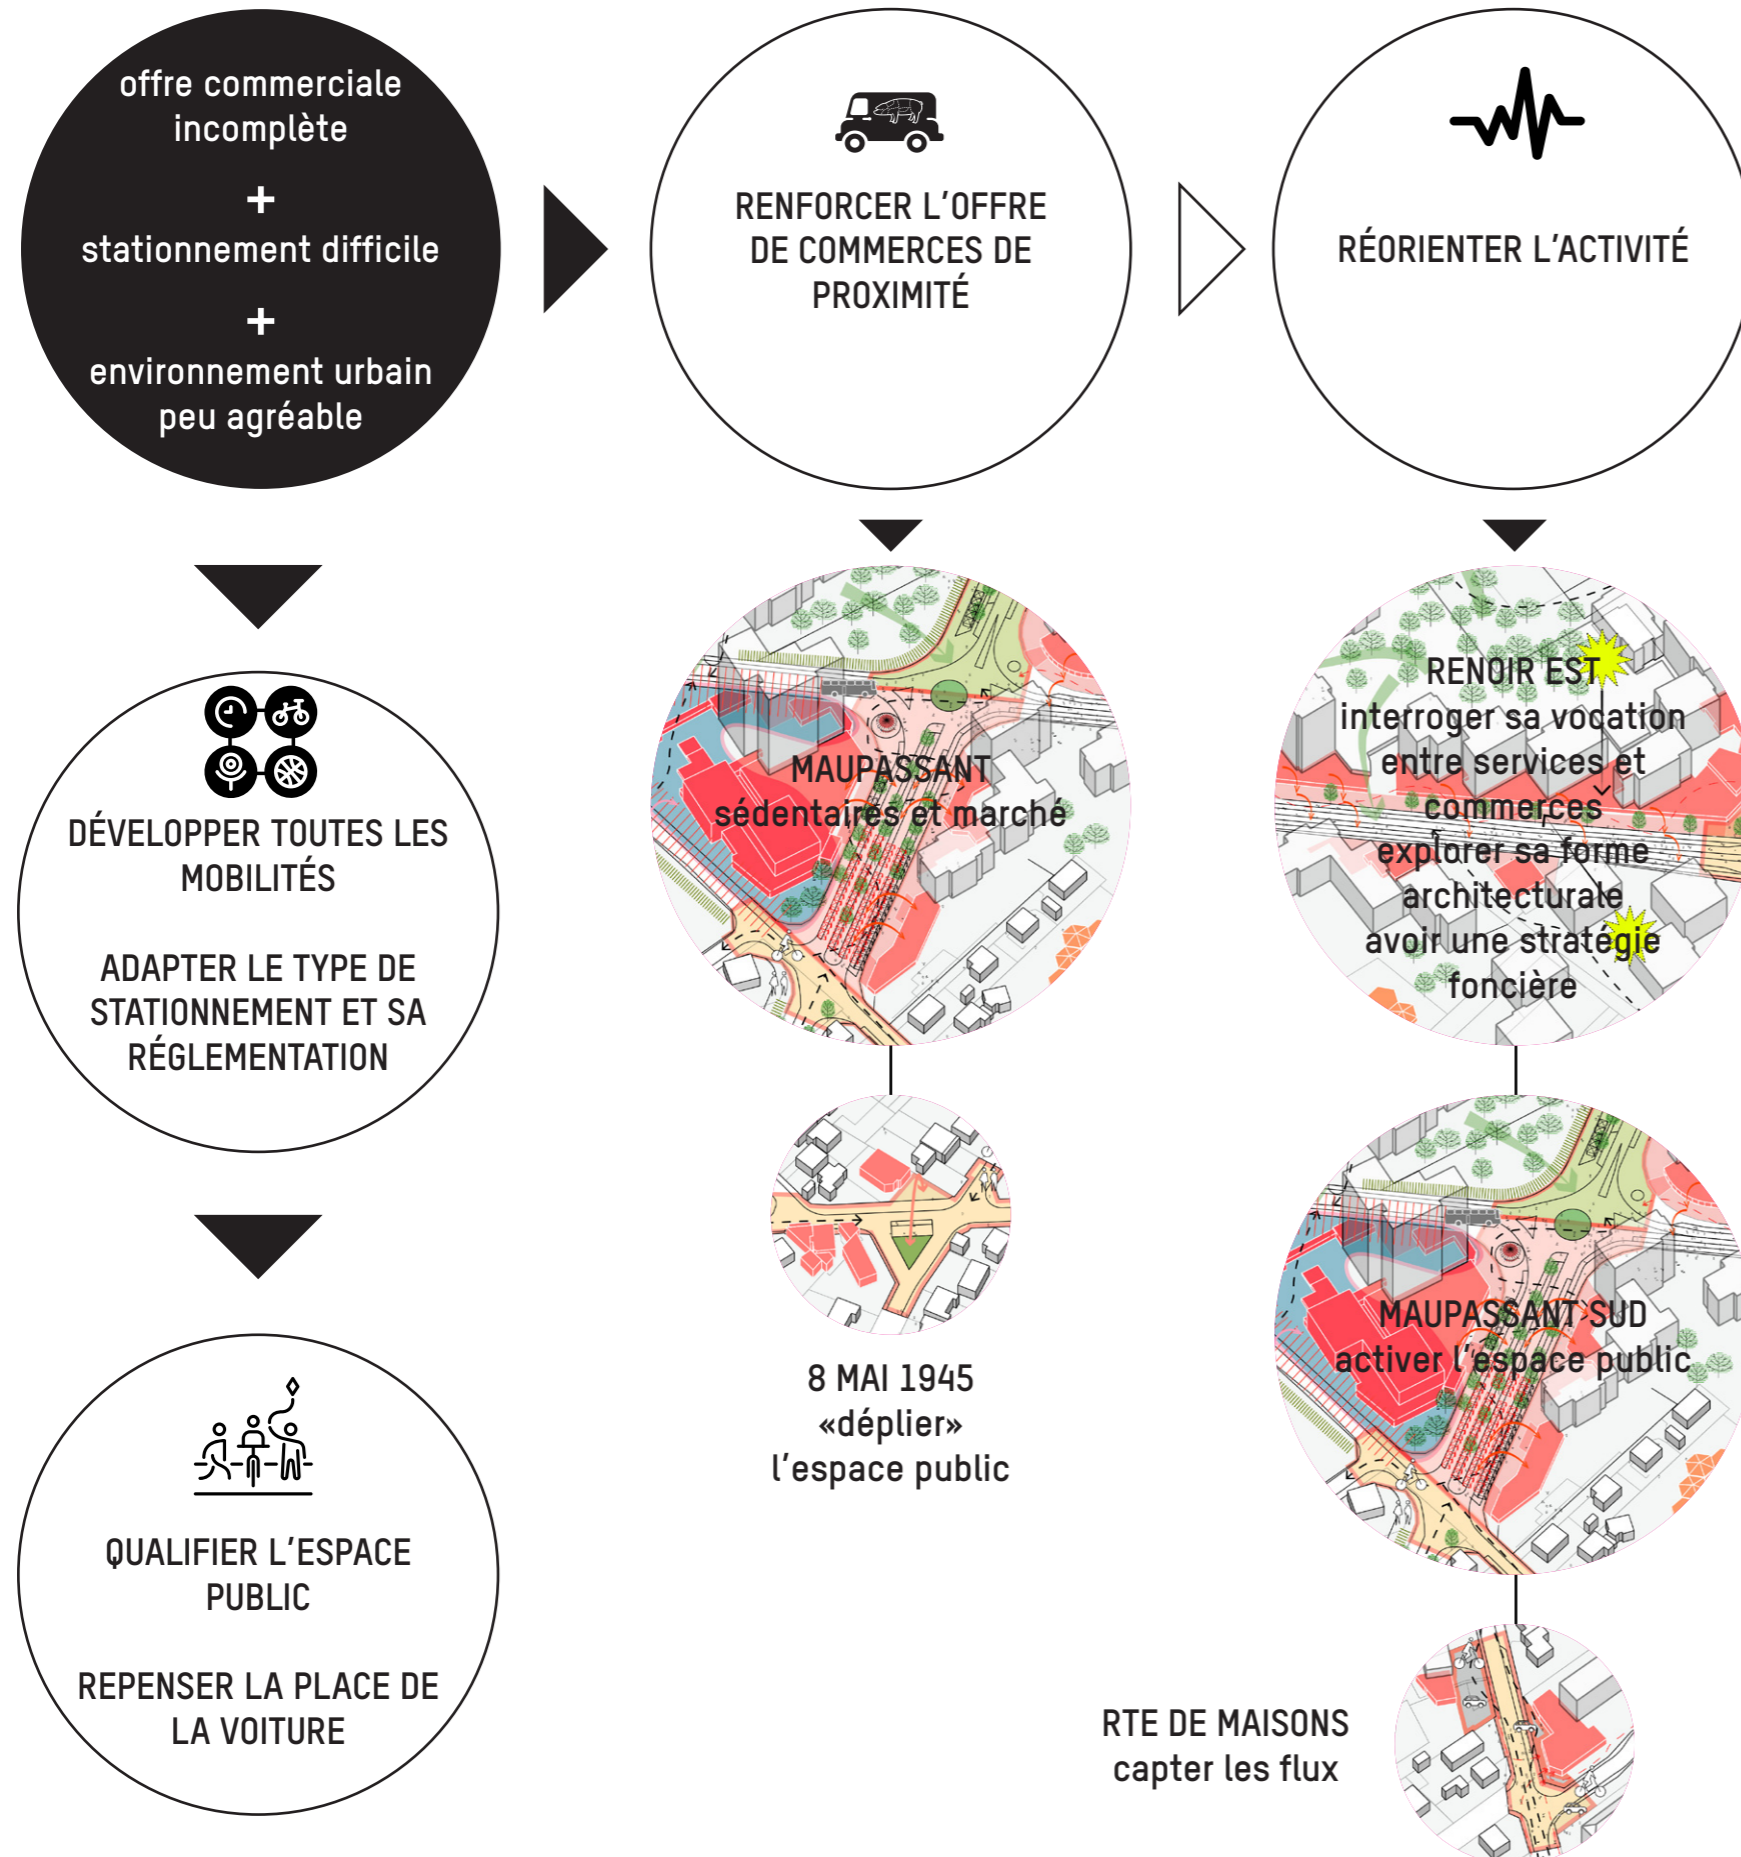 offre commerciale
incomplète
+
stationnement difficile
+
environnement urbain
peu agréable
RENFORCER L'OFFRE
DE COMMERCES DE
PROXIMITÉ
RÉORIENTER L'ACTIVITÉ
DÉVELOPPER TOUTES LES
MOBILITÉS
ADAPTER LE TYPE DE
STATIONNEMENT ET SA
RÉGLEMENTATION
QUALIFIER L'ESPACE
PUBLIC
REPENSER LA PLACE DE
LA VOITURE
MAUPASSANT
sédentaires et marché
8 MAI 1945
«déplier»
l'espace public
RENOIR EST
interroger sa vocation
entre services et
commerces
explorer sa forme
architecturale
avoir une stratégie
foncière
MAUPASSANT SUD
activer l'espace public
RTE DE MAISONS
capter les flux